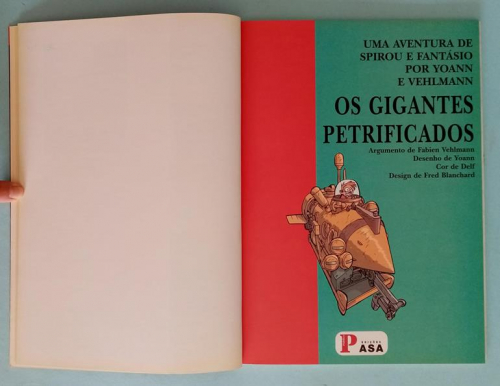 UMA AVENTURA DE
SPIROU E FANTÁSIO
POR YOANN
E VEHLMANN
OS GIGANTES
PETRIFICADOS
Argumento de Fabien Vehlmann
Desenho de Yoann
Cor de Delf
Design de Fred Blanchard
P EDIÇÕES
ASA